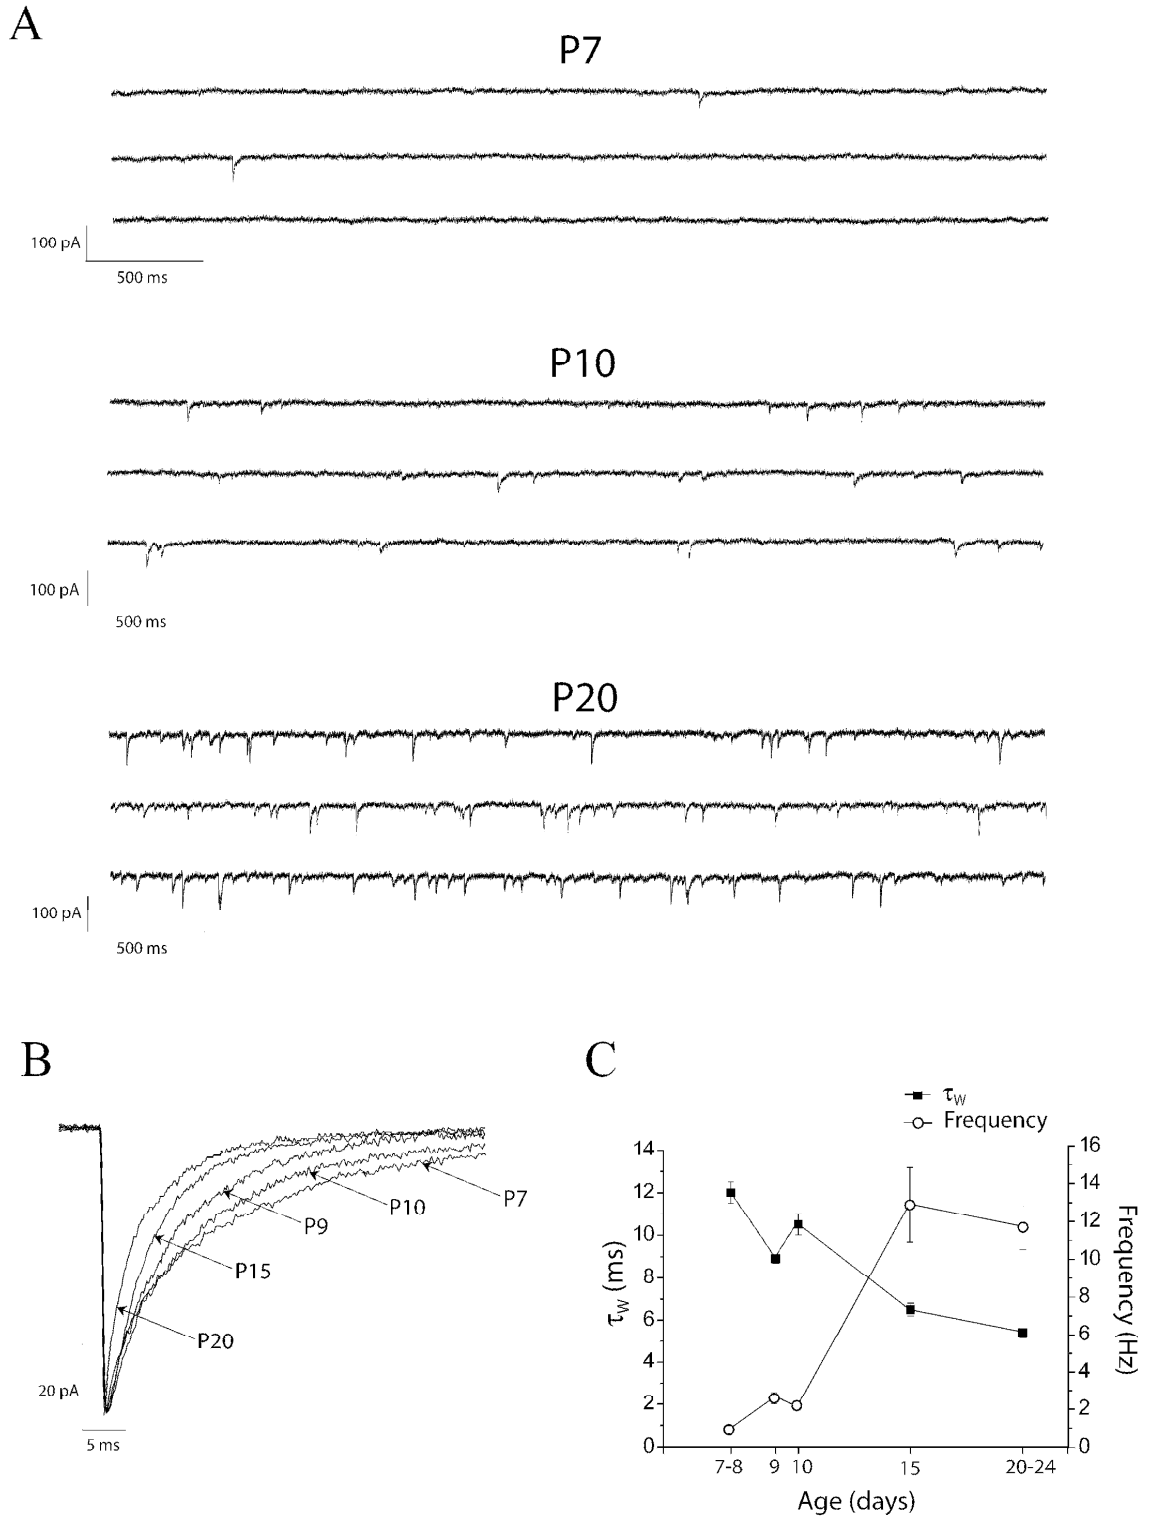 A
P7
100 pA
500 ms
P10
100 pA
500 ms
P20
100 pA
500 ms
B
P7
P10
P9
P15
P20
20 pA
5 ms
C
τW
Frequency
14
12
10
8
6
4
2
0
τW (ms)
16
14
12
10
8
6
4
2
0
Frequency (Hz)
7-8 9 10 15 20-24
Age (days)